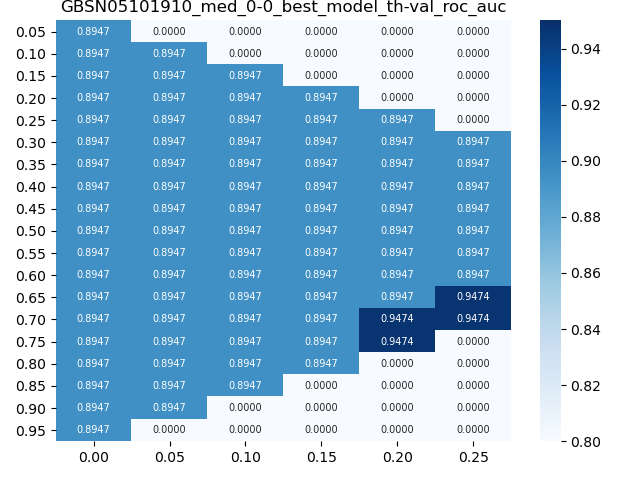 GBSN05101910_med_0-0_best_model_th-val_roc_auc
0.05 0.8947 0.0000 0.0000 0.0000 0.0000 0.0000
0.10 0.8947 0.8947 0.0000 0.0000 0.0000 0.0000
0.15 0.8947 0.8947 0.8947 0.0000 0.0000 0.0000
0.20 0.8947 0.8947 0.8947 0.8947 0.0000 0.0000
0.25 0.8947 0.8947 0.8947 0.8947 0.8947 0.0000
0.30 0.8947 0.8947 0.8947 0.8947 0.8947 0.8947
0.35 0.8947 0.8947 0.8947 0.8947 0.8947 0.8947
0.40 0.8947 0.8947 0.8947 0.8947 0.8947 0.8947
0.45 0.8947 0.8947 0.8947 0.8947 0.8947 0.8947
0.50 0.8947 0.8947 0.8947 0.8947 0.8947 0.8947
0.55 0.8947 0.8947 0.8947 0.8947 0.8947 0.8947
0.60 0.8947 0.8947 0.8947 0.8947 0.8947 0.8947
0.65 0.8947 0.8947 0.8947 0.8947 0.8947 0.9474
0.70 0.8947 0.8947 0.8947 0.8947 0.9474 0.9474
0.75 0.8947 0.8947 0.8947 0.8947 0.9474 0.0000
0.80 0.8947 0.8947 0.8947 0.8947 0.0000 0.0000
0.85 0.8947 0.8947 0.8947 0.0000 0.0000 0.0000
0.90 0.8947 0.8947 0.0000 0.0000 0.0000 0.0000
0.95 0.8947 0.0000 0.0000 0.0000 0.0000 0.0000
0.00 0.05 0.10 0.15 0.20 0.25
0.94
0.92
0.90
0.88
0.86
0.84
0.82
0.80